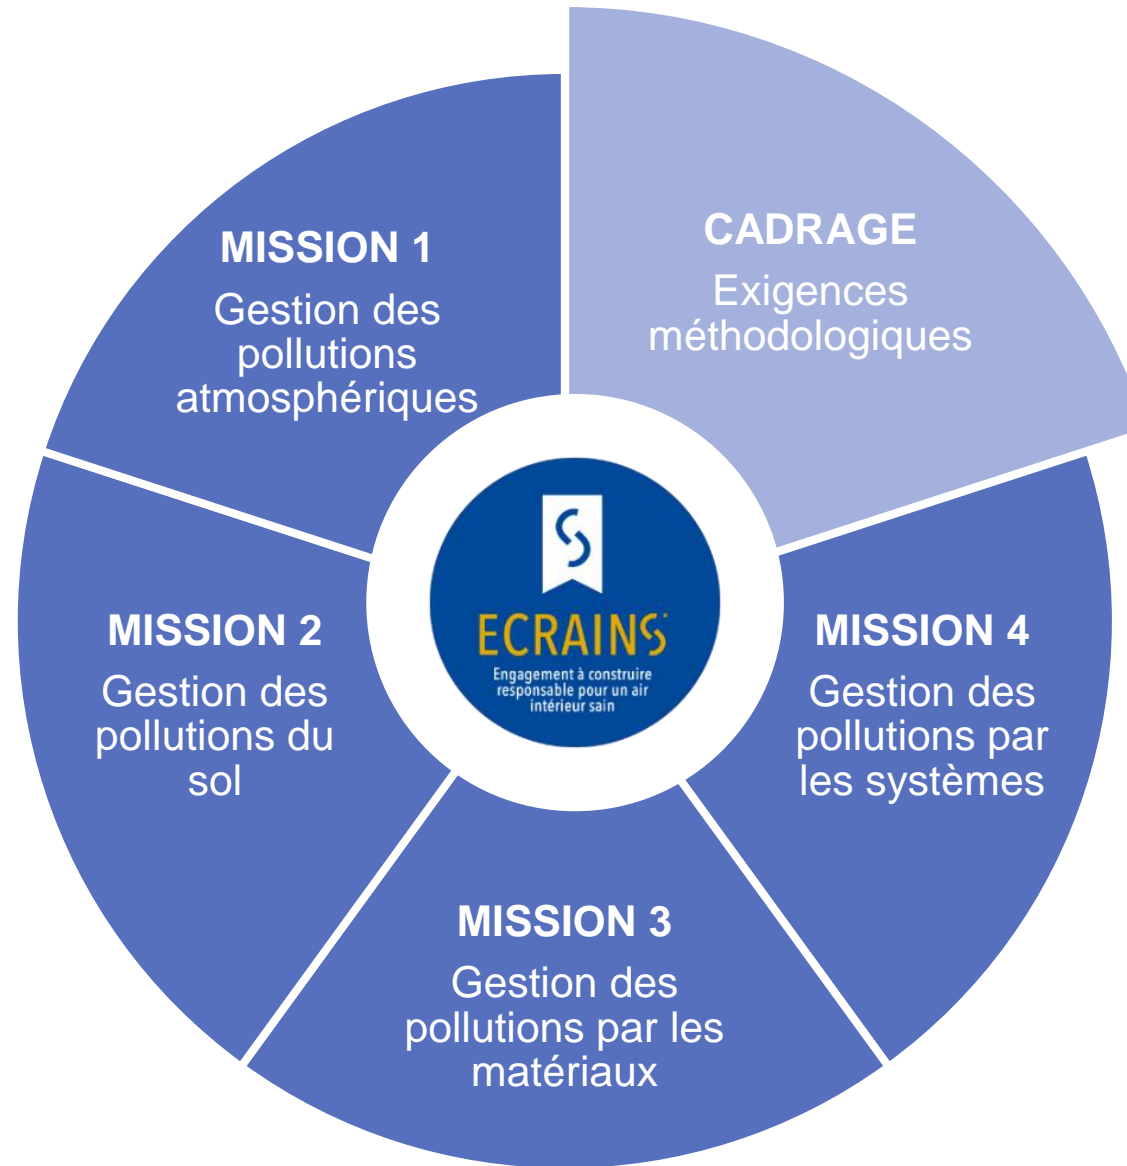 CADRAGE
Exigences
méthodologiques
MISSION 1
Gestion des
pollutions
atmosphériques
MISSION 2
Gestion des
pollutions du
sol
MISSION 3
Gestion des
pollutions par les
matériaux
MISSION 4
Gestion des
pollutions par
les systèmes
ECRAINS
Engagement à construire
responsable pour un air
intérieur sain